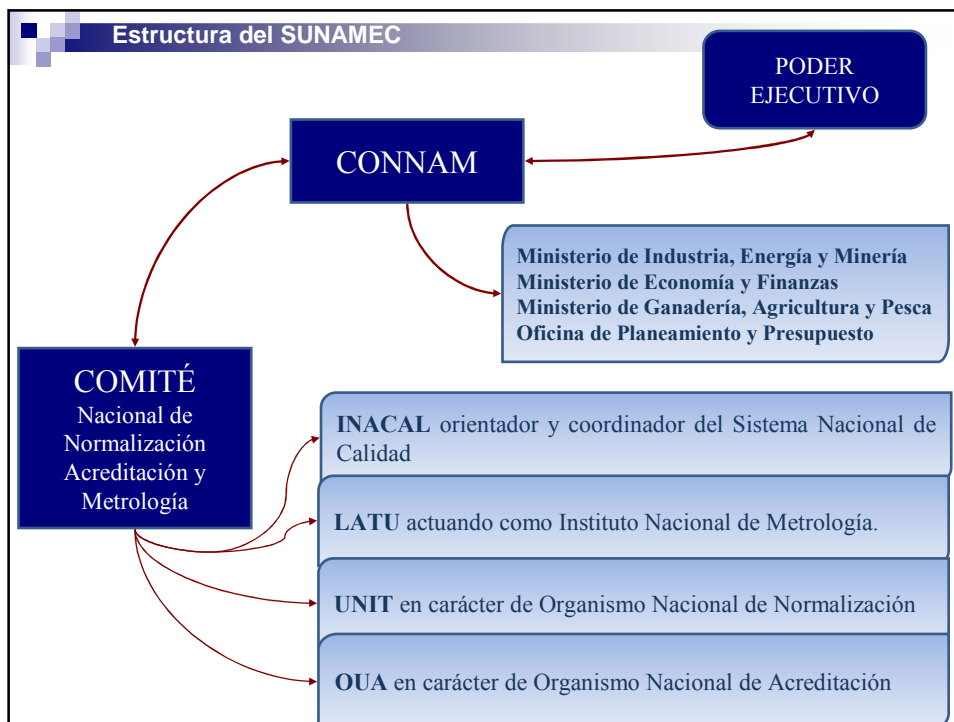 Estructura del SUNAMEC
PODER
EJECUTIVO
CONNAM
Ministerio de Industria, Energía y Minería
Ministerio de Economía y Finanzas
Ministerio de Ganadería, Agricultura y Pesca
Oficina de Planeamiento y Presupuesto
COMITÉ
Nacional de
Normalización
Acreditación y
Metrología
INACAL orientador y coordinador del Sistema Nacional de
Calidad
LATU actuando como Instituto Nacional de Metrología.
UNIT en carácter de Organismo Nacional de Normalización
OUA en carácter de Organismo Nacional de Acreditación